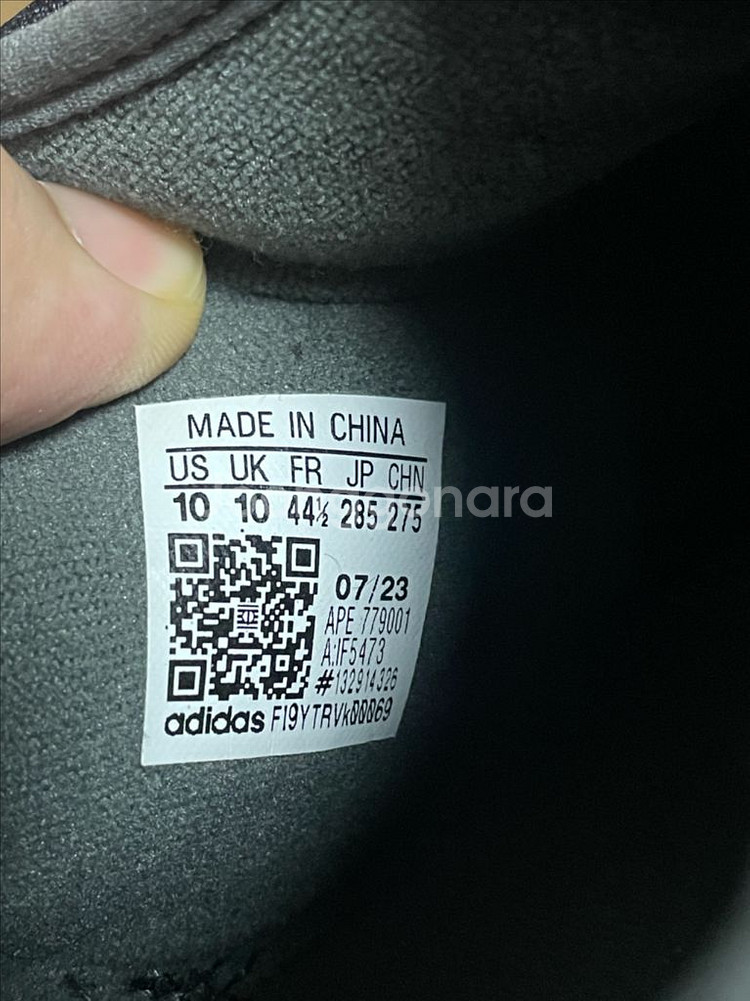 MADE IN CHINA
US UK FR JP CHN
10 10 44½ 285 275
07/23
APE 779001
A:IF5473
#132914326
adidas